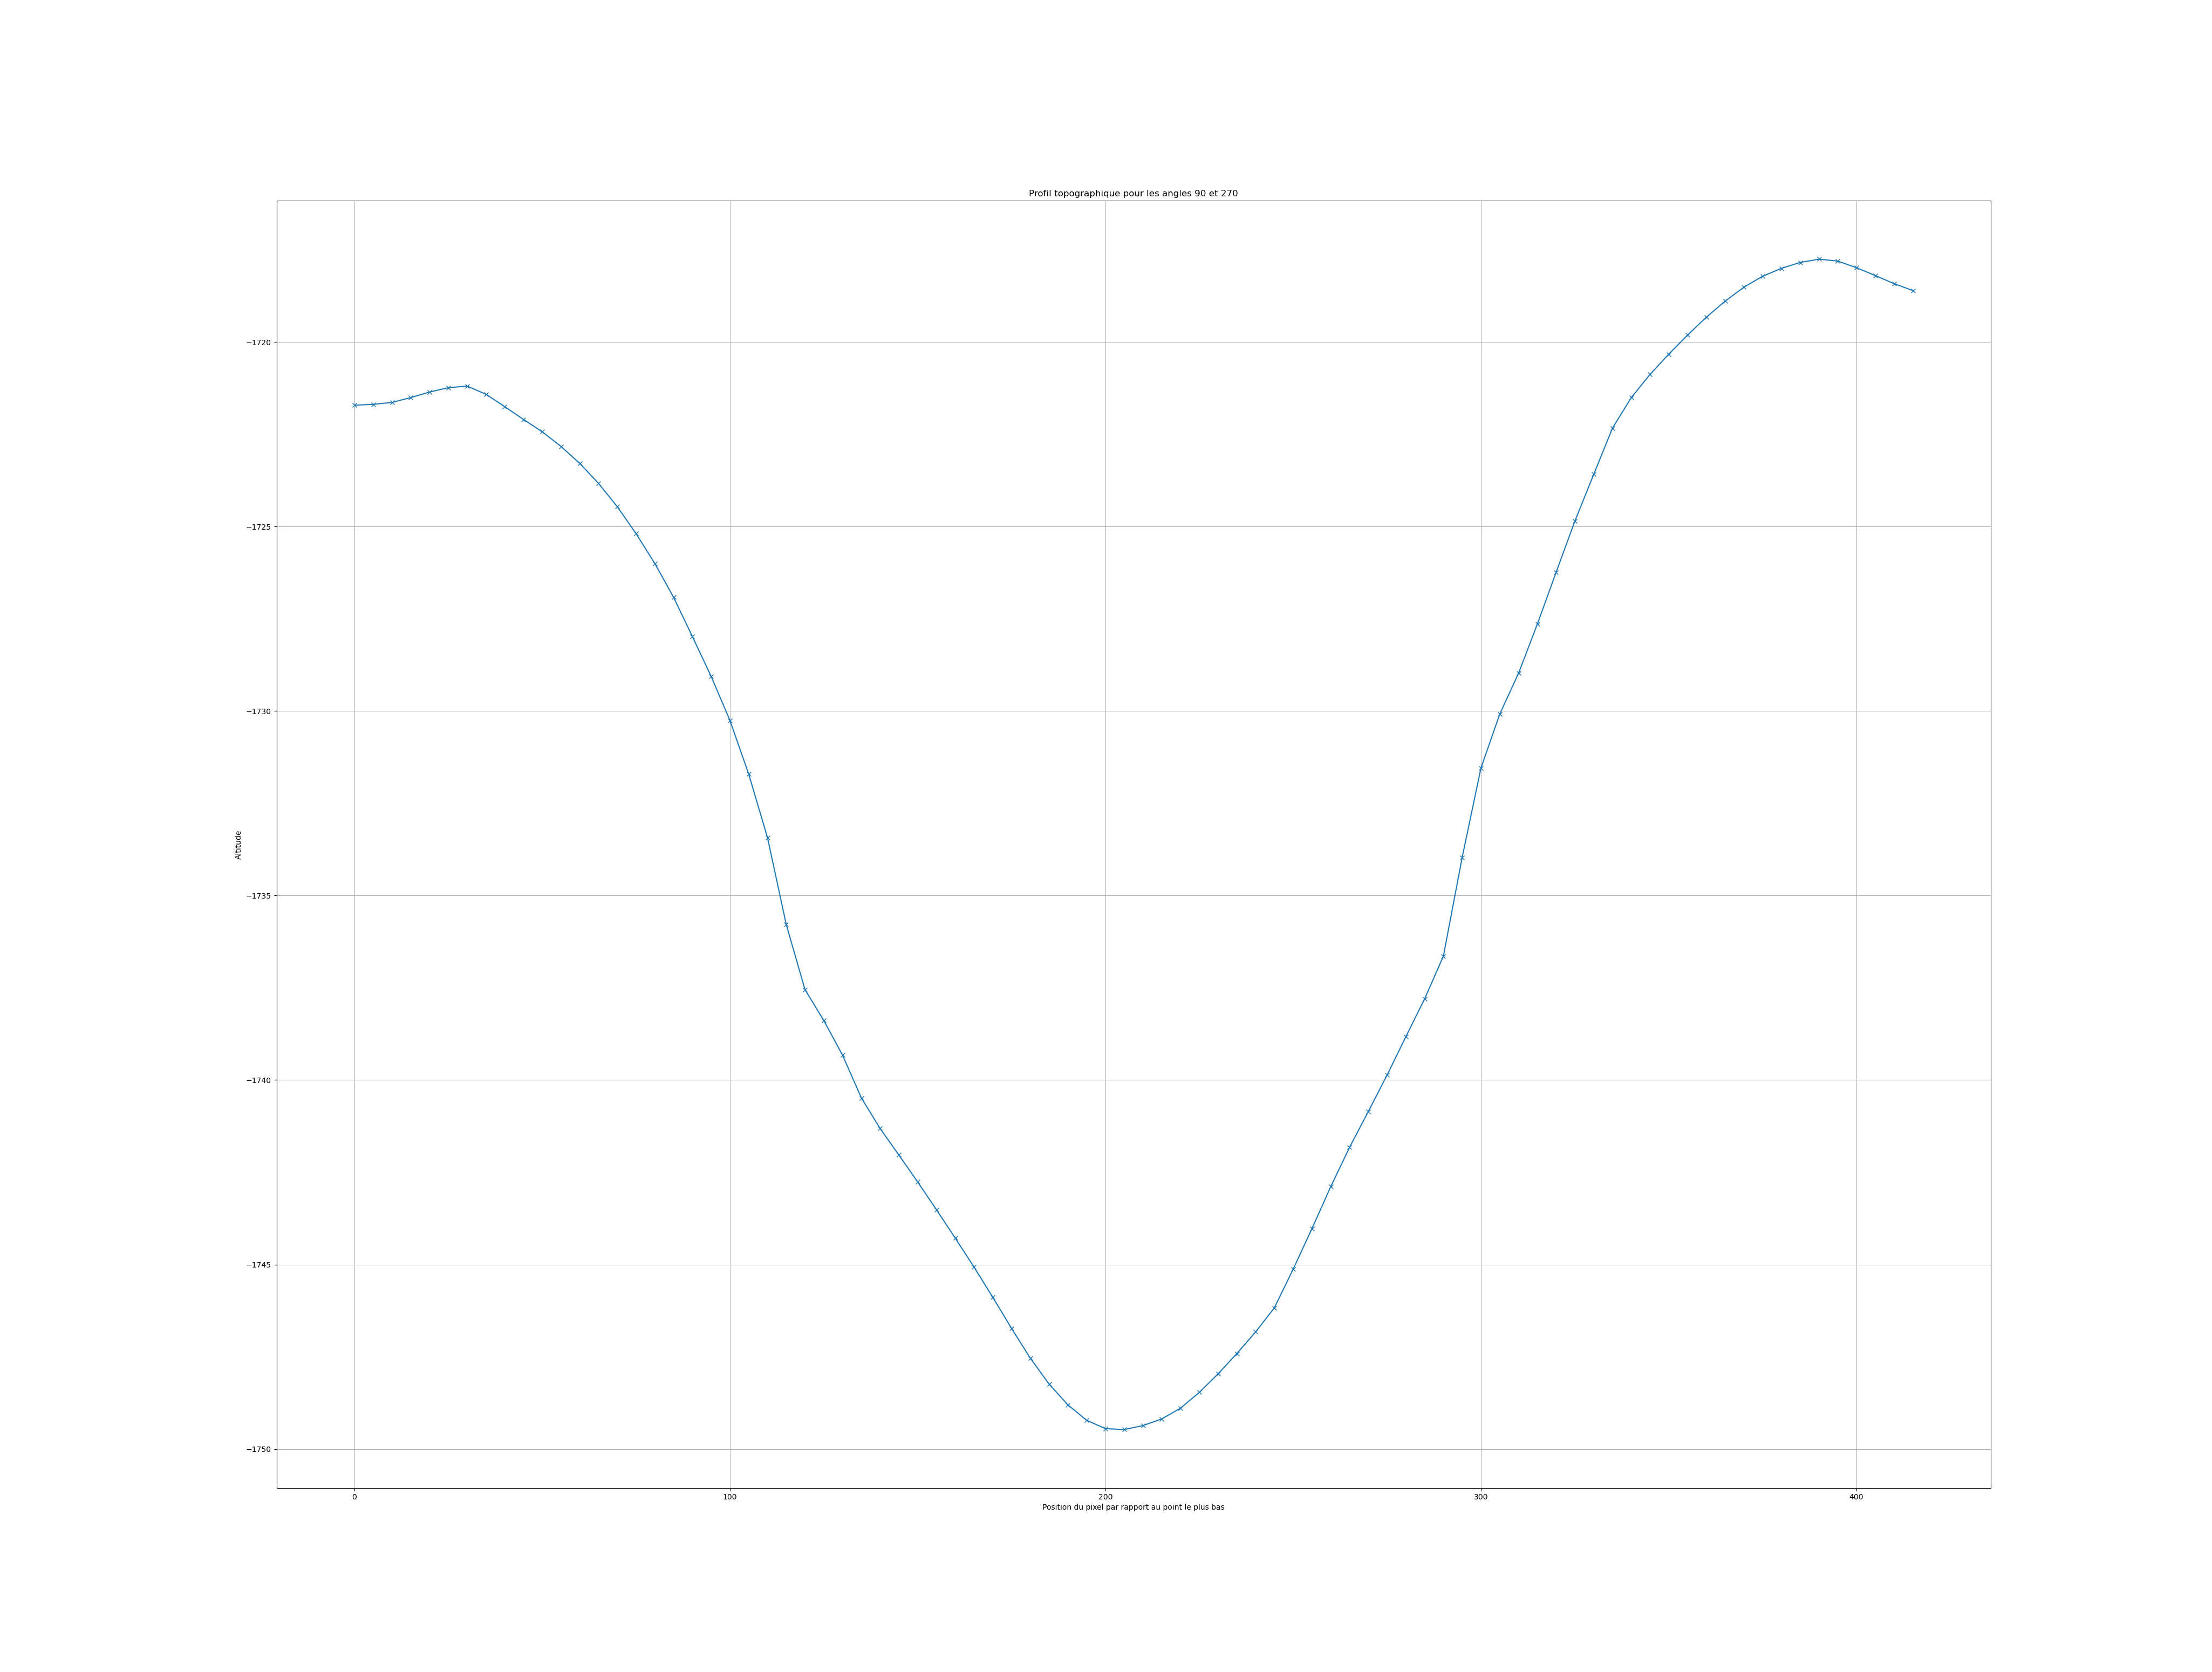 Profil topographique pour les angles 90 et 270
−1720
−1725
−1730
−1735
Altitude
−1740
−1745
−1750
0 100 200 300 400
Position du pixel par rapport au point le plus bas